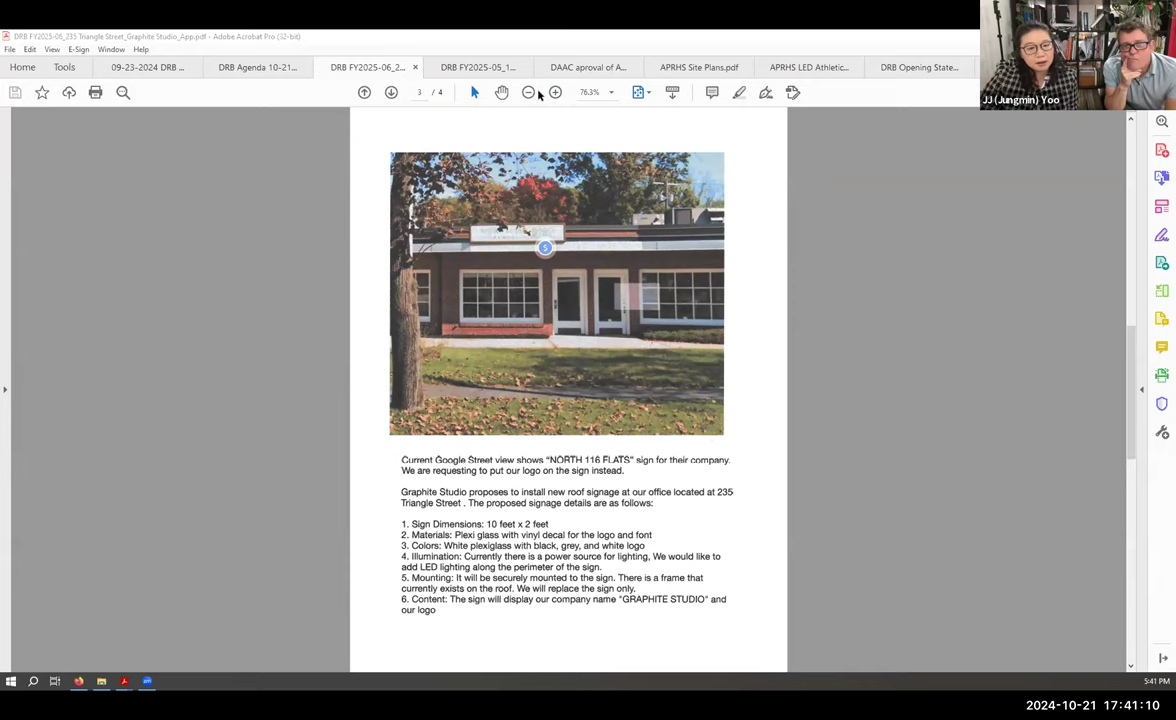 DRB FY2025-05_235 Triangle Street_Graphite Studio_App.pdf - Adobe Acrobat Pro (32-bit)
File Edit View E-Sign Window Help
Home Tools 09-23-2024 DRB ... DRB Agenda 10-21... DRB FY2025-06_2... × DRB FY2025-05_1... DAAC aproval of A... APRHS Site Plans.pdf APRHS LED Athletic... DRB Opening State...
3 / 4 76.3%
JJ (Jungmin) Yoo
Current Google Street view shows "NORTH 116 FLATS" sign for their company.
We are requesting to put our logo on the sign instead.
Graphite Studio proposes to install new roof signage at our office located at 235
Triangle Street . The proposed signage details are as follows:
1. Sign Dimensions: 10 feet x 2 feet
2. Materials: Plexi glass with vinyl decal for the logo and font
3. Colors: White plexiglass with black, grey, and white logo
4. Illumination: Currently there is a power source for lighting, We would like to
add LED lighting along the perimeter of the sign.
5. Mounting: It will be securely mounted to the sign. There is a frame that
currently exists on the roof. We will replace the sign only.
6. Content: The sign will display our company name "GRAPHITE STUDIO" and
our logo
5:41 PM
2024-10-21 17:41:10